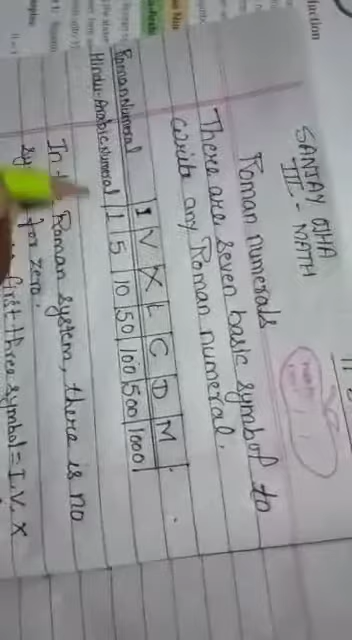 duction
SANJAY OJHA
III - MATH
Roman numerals
There are seven basic symbol to
write any Roman numeral.
Roman Numeral I V X L C D M
Hindu-Arabic Numeral 1 5 10 50 100 500 1000
In Roman system, there is no
for zero.
first three symbol = I, V, X